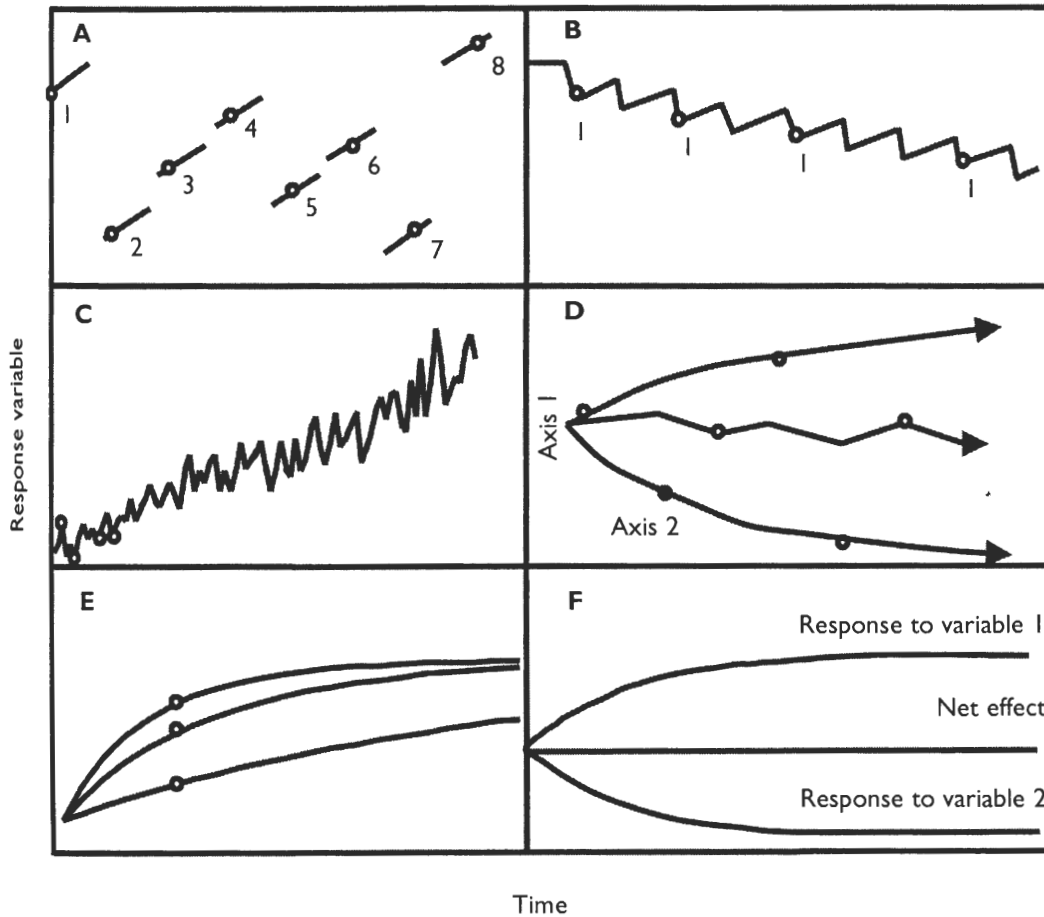 A
1
2
3
4
5
6
7
8
B
1
1
1
1
C
D
Axis 1
Axis 2
E
F
Response to variable 1
Net effect
Response to variable 2
Response variable
Time